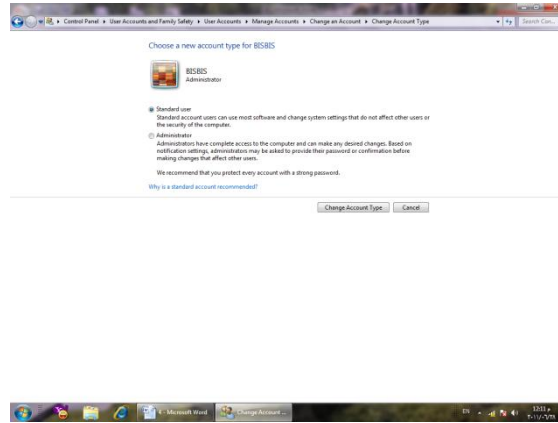 Control Panel ▸ User Accounts and Family Safety ▸ User Accounts ▸ Manage Accounts ▸ Change an Account ▸ Change Account Type
Search Con...
Choose a new account type for BISBIS
BISBIS
Administrator
Standard user
Standard account users can use most software and change system settings that do not affect other users or
the security of the computer.
Administrator
Administrators have complete access to the computer and can make any desired changes. Based on
notification settings, administrators may be asked to provide their password or confirmation before
making changes that affect other users.
We recommend that you protect every account with a strong password.
Why is a standard account recommended?
Change Account Type
Cancel
- Microsoft Word
Change Account ...
EN